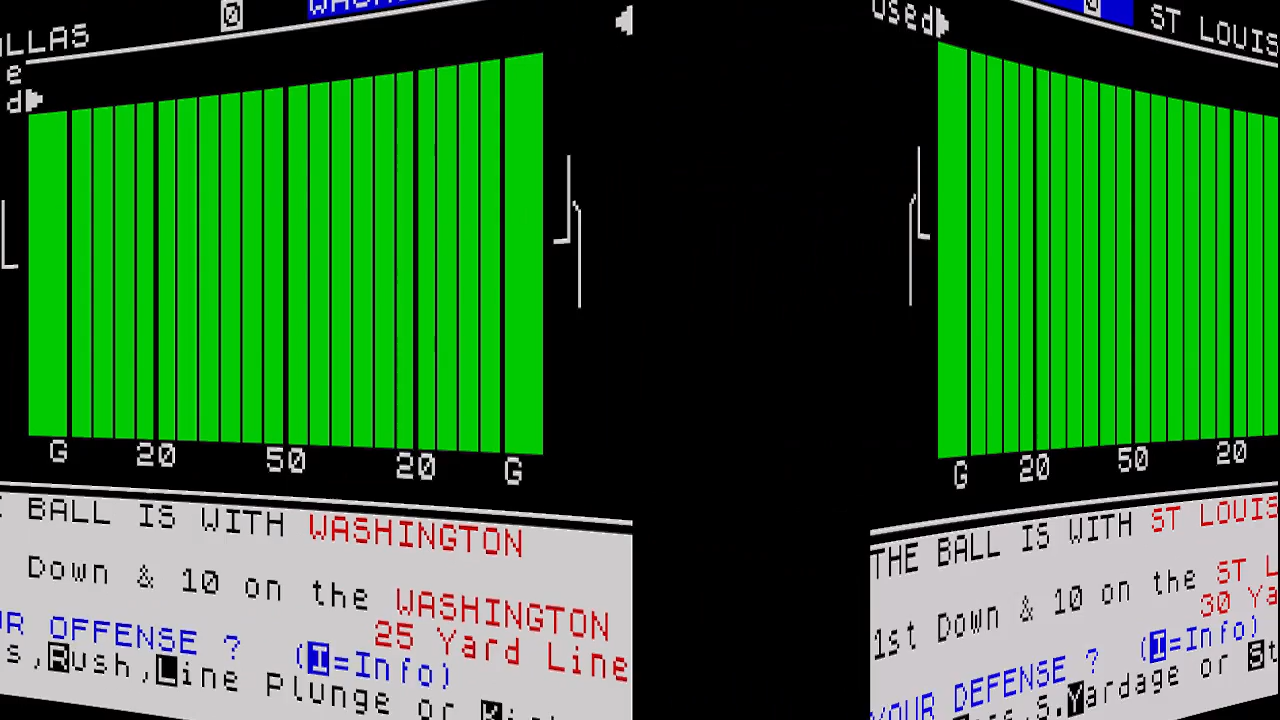 0
used
ST LOUIS
G 20 50 20 G
BALL IS WITH WASHINGTON
Down & 10 on the WASHINGTON
25 Yard Line
OFFENSE ? (I=Info)
Rush,Line plunge or
G 20 50 20
THE BALL IS WITH ST LOUIS
1st Down & 10 on the ST L
30 Ya
(I=Info)
YOUR DEFENSE ?
S.Yardage or St